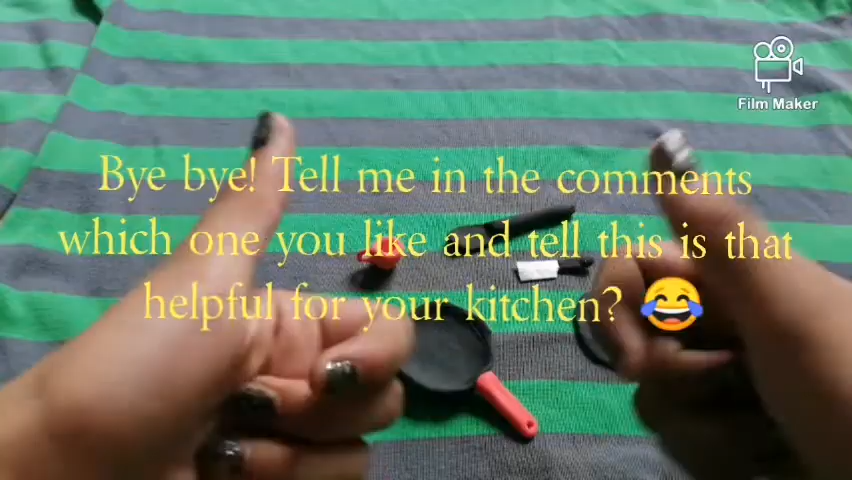 Film Maker
Bye bye! Tell me in the comments
which one you like and tell this is that
helpful for your kitchen? 😂